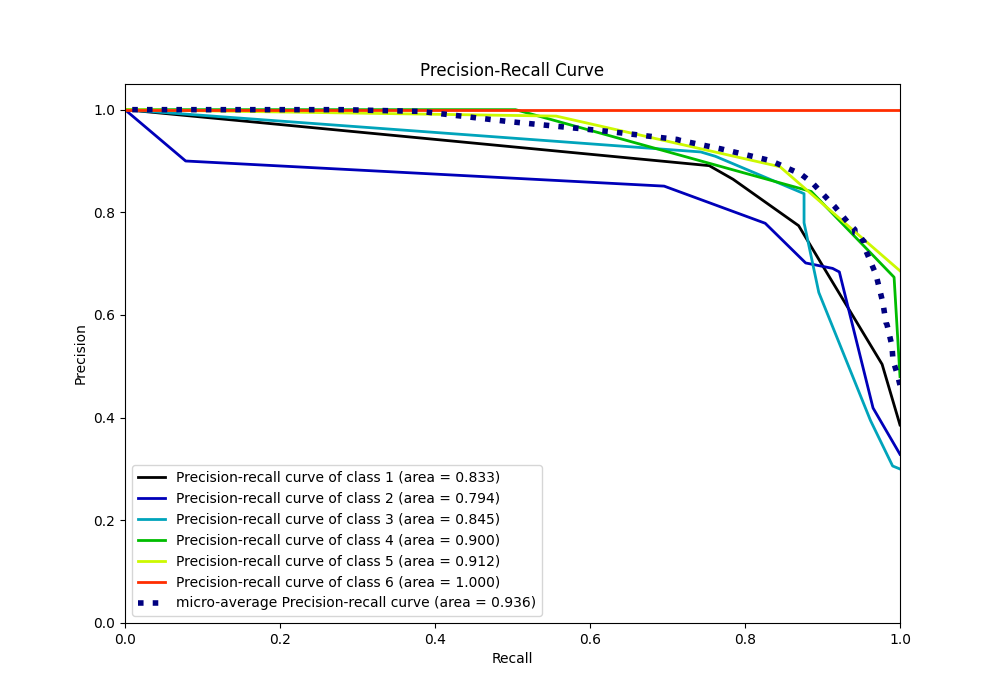 Precision-Recall Curve
1.0
0.8
0.6
0.4
0.2
0.0
Precision
Precision-recall curve of class 1 (area = 0.833)
Precision-recall curve of class 2 (area = 0.794)
Precision-recall curve of class 3 (area = 0.845)
Precision-recall curve of class 4 (area = 0.900)
Precision-recall curve of class 5 (area = 0.912)
Precision-recall curve of class 6 (area = 1.000)
micro-average Precision-recall curve (area = 0.936)
0.0 0.2 0.4 0.6 0.8 1.0
Recall